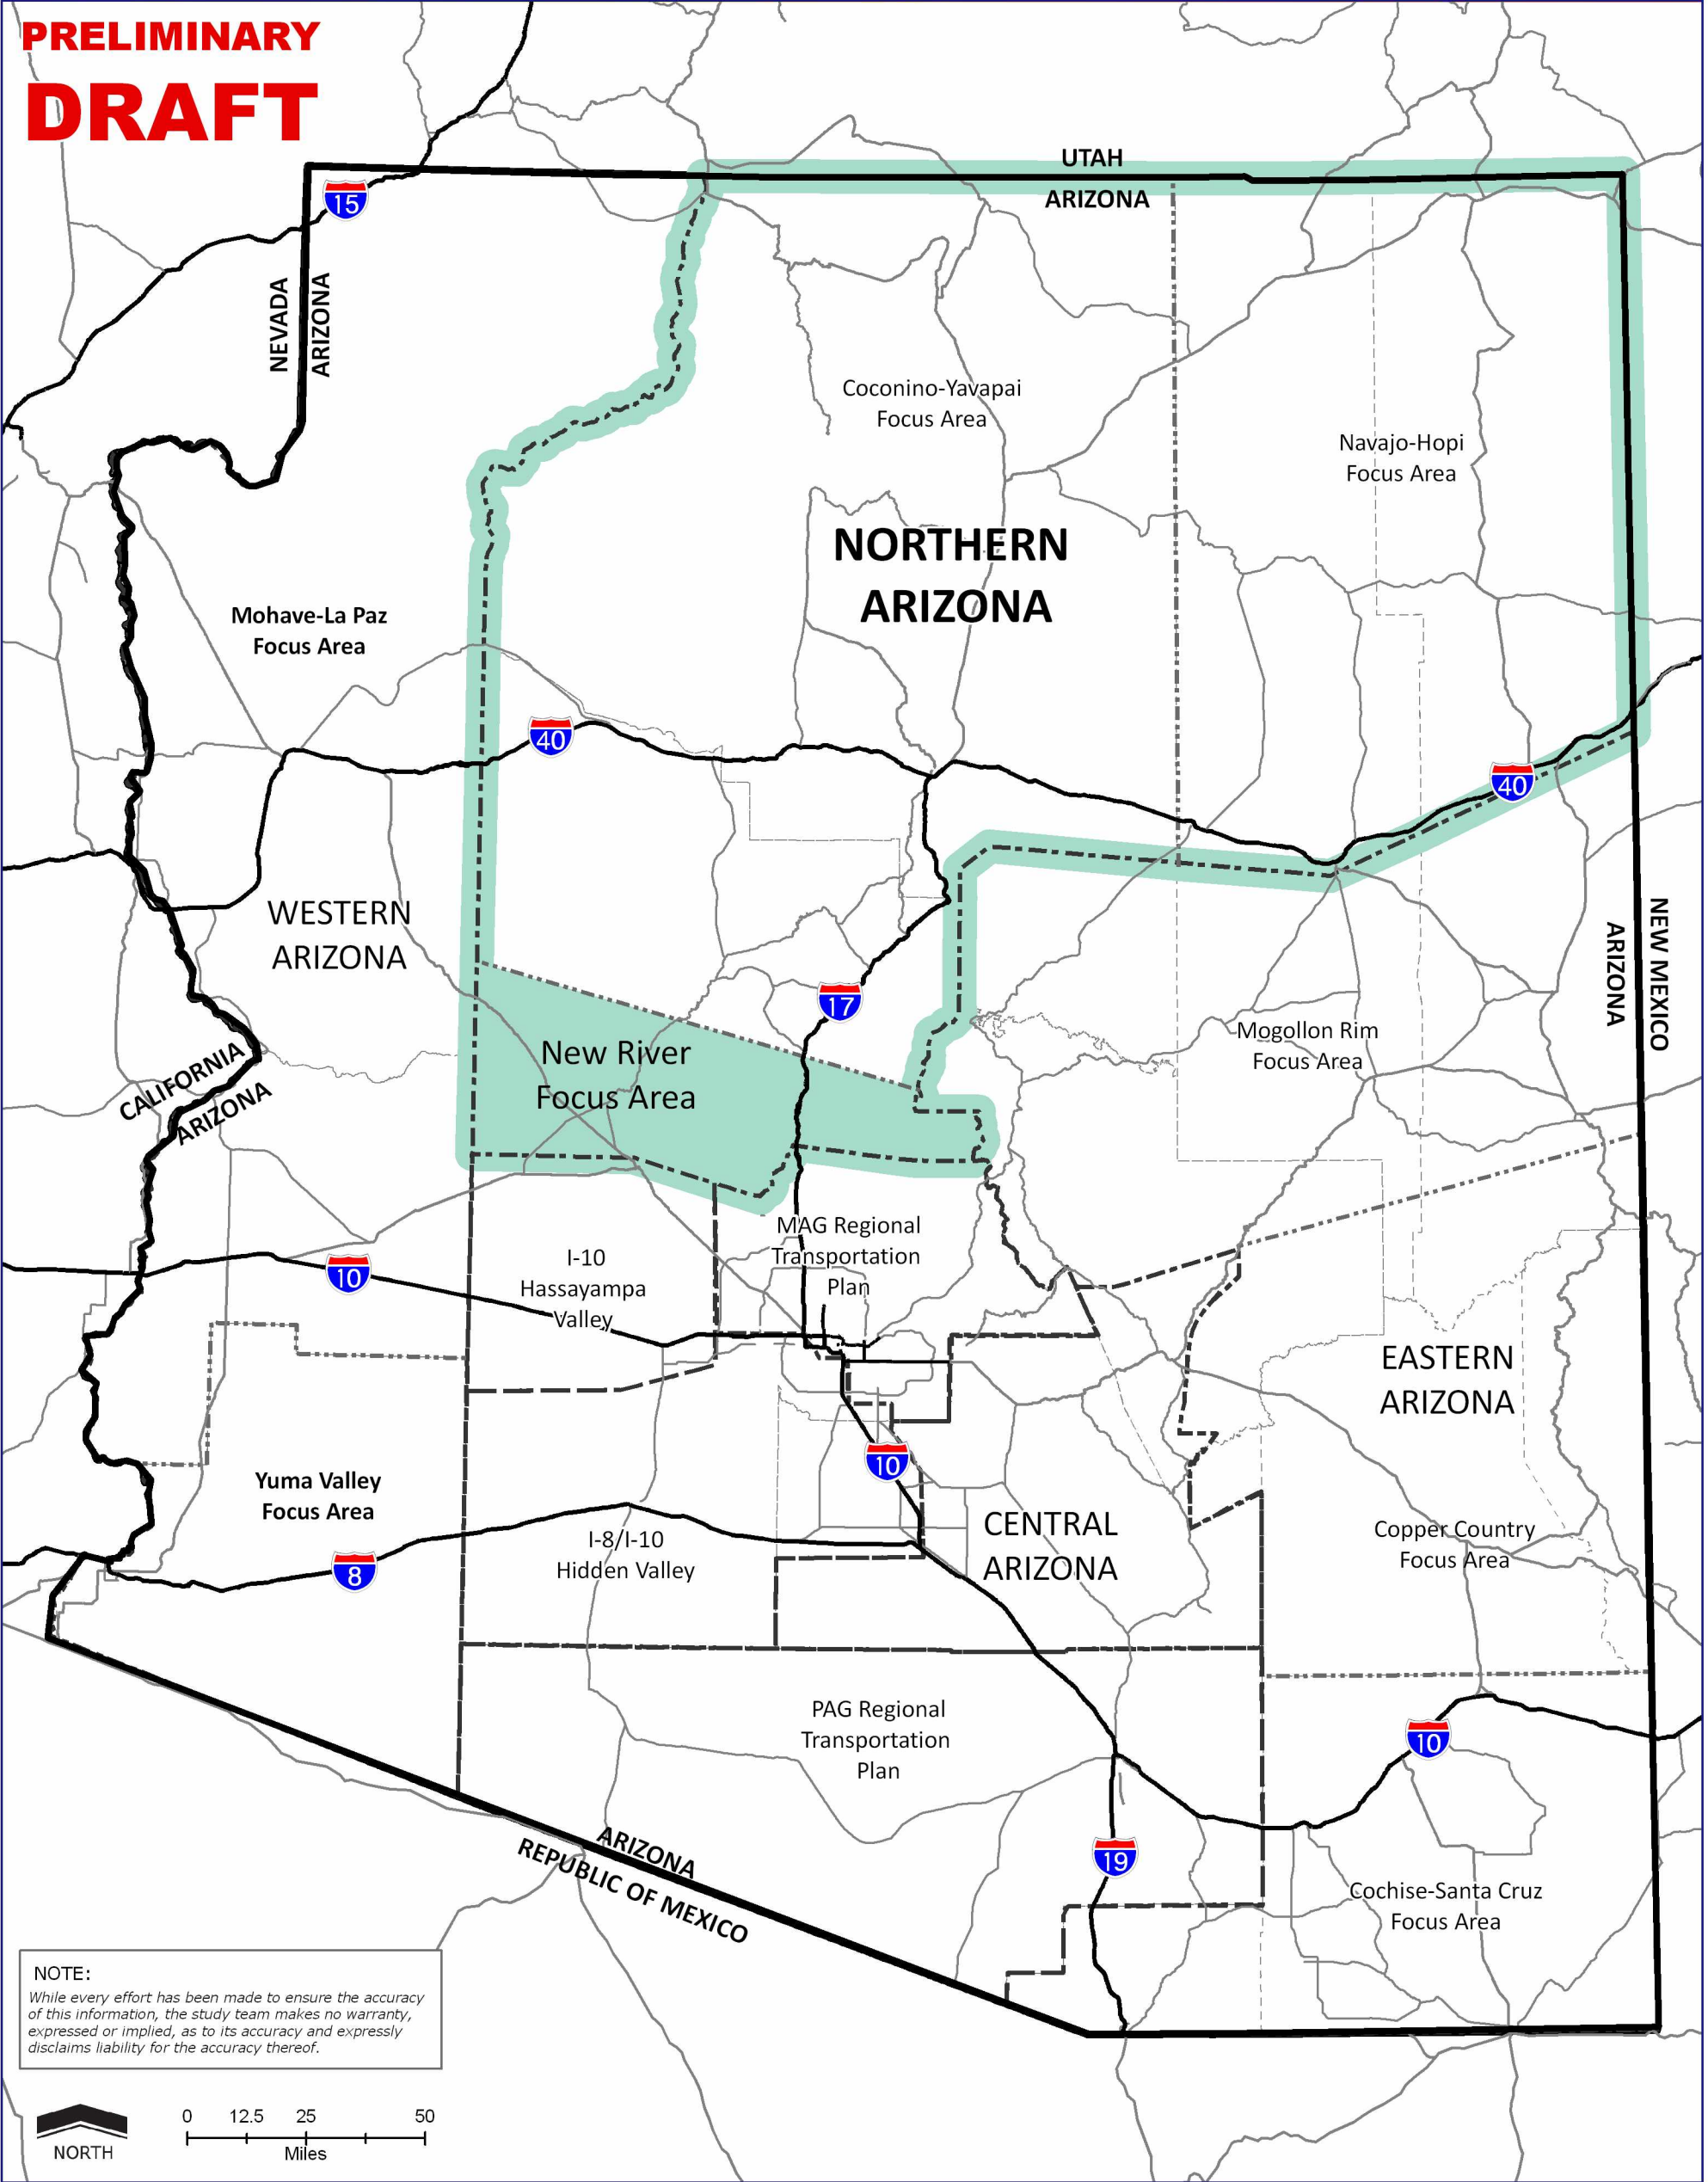 PRELIMINARY
DRAFT
UTAH
ARIZONA
15
NEVADA
ARIZONA
Coconino-Yavapai
Focus Area
Navajo-Hopi
Focus Area
NORTHERN
ARIZONA
Mohave-La Paz
Focus Area
40
40
WESTERN
ARIZONA
NEW MEXICO
ARIZONA
17
New River
Focus Area
Mogollon Rim
Focus Area
CALIFORNIA
ARIZONA
MAG Regional
Transportation
Plan
I-10
Hassayampa
Valley
10
EASTERN
ARIZONA
10
Yuma Valley
Focus Area
CENTRAL
ARIZONA
I-8/I-10
Hidden Valley
Copper Country
Focus Area
8
PAG Regional
Transportation
Plan
10
ARIZONA
REPUBLIC OF MEXICO
19
Cochise-Santa Cruz
Focus Area
NOTE:
While every effort has been made to ensure the accuracy
of this information, the study team makes no warranty,
expressed or implied, as to its accuracy and expressly
disclaims liability for the accuracy thereof.
NORTH
0 12.5 25 50
Miles